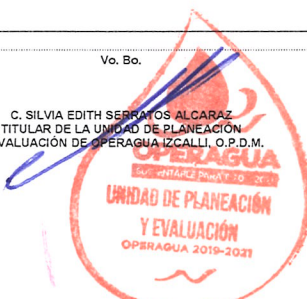 Vo. Bo.
C. SILVIA EDITH SERRATOS ALCARAZ
TITULAR DE LA UNIDAD DE PLANEACIÓN
VALUACIÓN DE OPERAGUA IZCALLI, O.P.D.M.
OPERAGUA
UNIDAD DE PLANEACIÓN
Y EVALUACIÓN
OPERAGUA 2019-2021